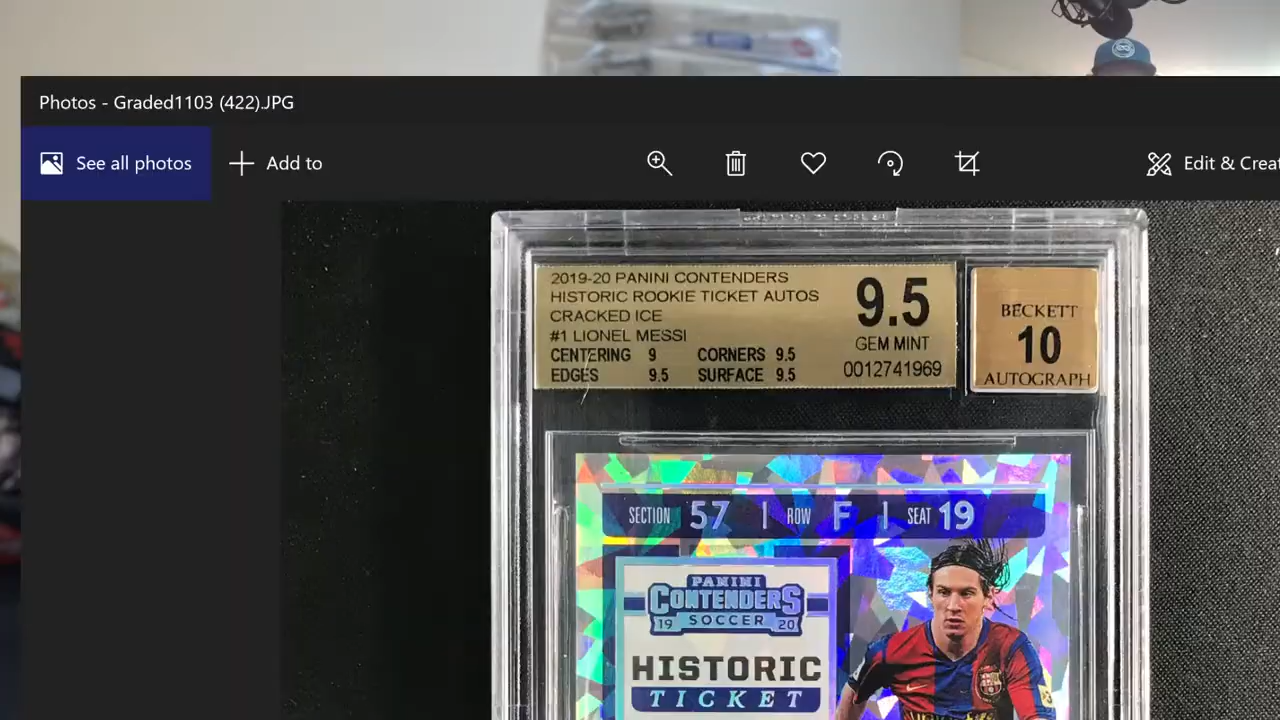 Photos - Graded1103 (422).JPG
See all photos
Add to
Edit & Creat
2019-20 PANINI CONTENDERS
HISTORIC ROOKIE TICKET AUTOS
CRACKED ICE
#1 LIONEL MESSI
CENTERING 9 CORNERS 9.5
EDGES 9.5 SURFACE 9.5
9.5
GEM MINT
0012741969
BECKETT
10
AUTOGRAPH
SECTION 57 | ROW F | SEAT 19
PANINI
CONTENDERS
19 SOCCER 20
HISTORIC
TICKET